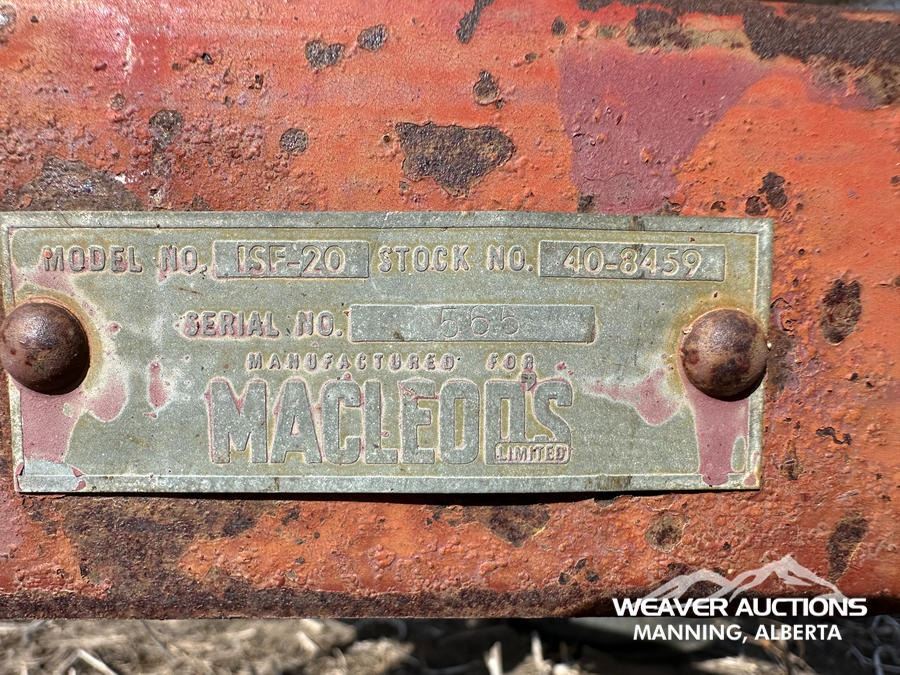 MODEL NO. ISF-20 STOCK NO. 40-8459
SERIAL NO. 565
MANUFACTURED FOR
MACLEODS
LIMITED
WEAVER AUCTIONS
MANNING, ALBERTA